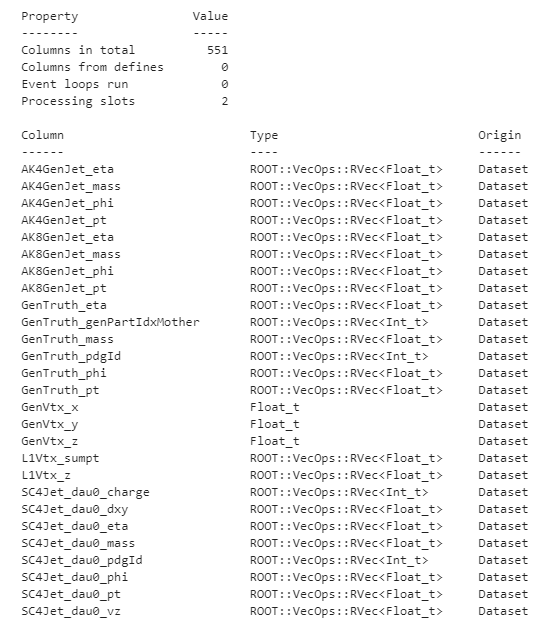 Property Value
-------- -----
Columns in total 551
Columns from defines 0
Event loops run 0
Processing slots 2
Column Type Origin
------ ---- ------
AK4GenJet_eta ROOT::VecOps::RVec<Float_t> Dataset
AK4GenJet_mass ROOT::VecOps::RVec<Float_t> Dataset
AK4GenJet_phi ROOT::VecOps::RVec<Float_t> Dataset
AK4GenJet_pt ROOT::VecOps::RVec<Float_t> Dataset
AK8GenJet_eta ROOT::VecOps::RVec<Float_t> Dataset
AK8GenJet_mass ROOT::VecOps::RVec<Float_t> Dataset
AK8GenJet_phi ROOT::VecOps::RVec<Float_t> Dataset
AK8GenJet_pt ROOT::VecOps::RVec<Float_t> Dataset
GenTruth_eta ROOT::VecOps::RVec<Float_t> Dataset
GenTruth_genPartIdxMother ROOT::VecOps::RVec<Int_t> Dataset
GenTruth_mass ROOT::VecOps::RVec<Float_t> Dataset
GenTruth_pdgId ROOT::VecOps::RVec<Int_t> Dataset
GenTruth_phi ROOT::VecOps::RVec<Float_t> Dataset
GenTruth_pt ROOT::VecOps::RVec<Float_t> Dataset
GenVtx_x Float_t Dataset
GenVtx_y Float_t Dataset
GenVtx_z Float_t Dataset
L1Vtx_sumpt ROOT::VecOps::RVec<Float_t> Dataset
L1Vtx_z ROOT::VecOps::RVec<Float_t> Dataset
SC4Jet_dau0_charge ROOT::VecOps::RVec<Int_t> Dataset
SC4Jet_dau0_dxy ROOT::VecOps::RVec<Float_t> Dataset
SC4Jet_dau0_eta ROOT::VecOps::RVec<Float_t> Dataset
SC4Jet_dau0_mass ROOT::VecOps::RVec<Float_t> Dataset
SC4Jet_dau0_pdgId ROOT::VecOps::RVec<Int_t> Dataset
SC4Jet_dau0_phi ROOT::VecOps::RVec<Float_t> Dataset
SC4Jet_dau0_pt ROOT::VecOps::RVec<Float_t> Dataset
SC4Jet_dau0_vz ROOT::VecOps::RVec<Float_t> Dataset